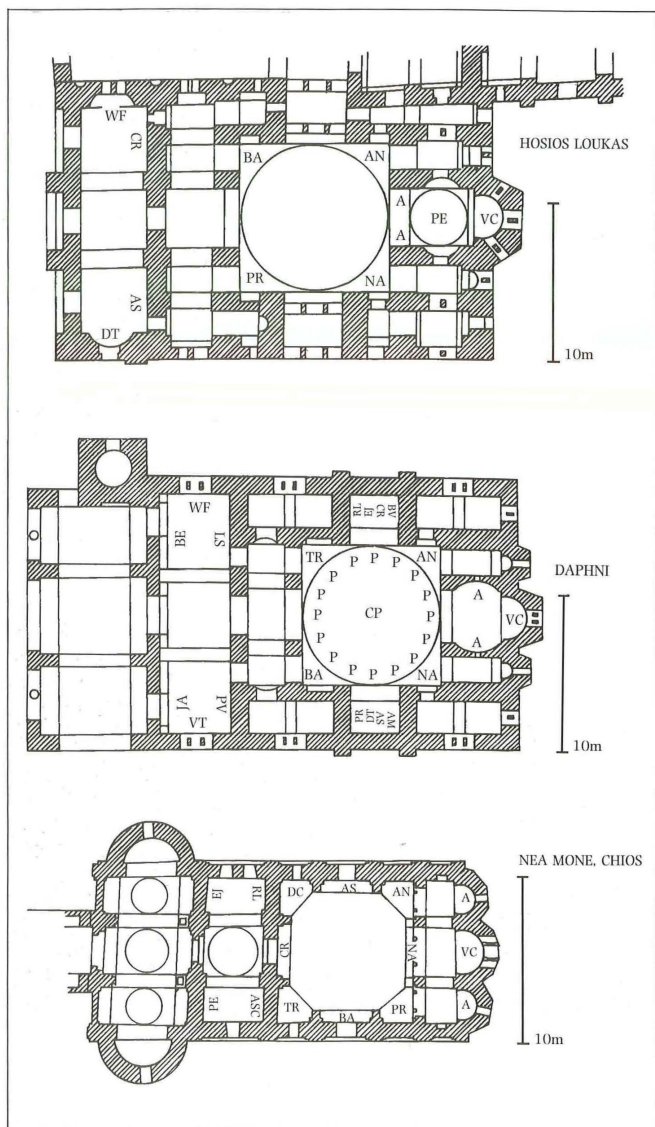 WF
CR
HOSIOS LOUKAS
BA AN
A
PE VC
A
PR NA
AS
DT
10m
WF
BE LS
RL EJ CR BV
DAPHNI
TR AN
P P P P P P P P P P P P P P P P
CP
A
VC
A
BA NA
JA PV
VT
PR DT AS AM
10m
NEA MONE, CHIOS
EJ RL
DC AS AN
A
CR NA VC
PE ASC
TR BA PR
A
10m